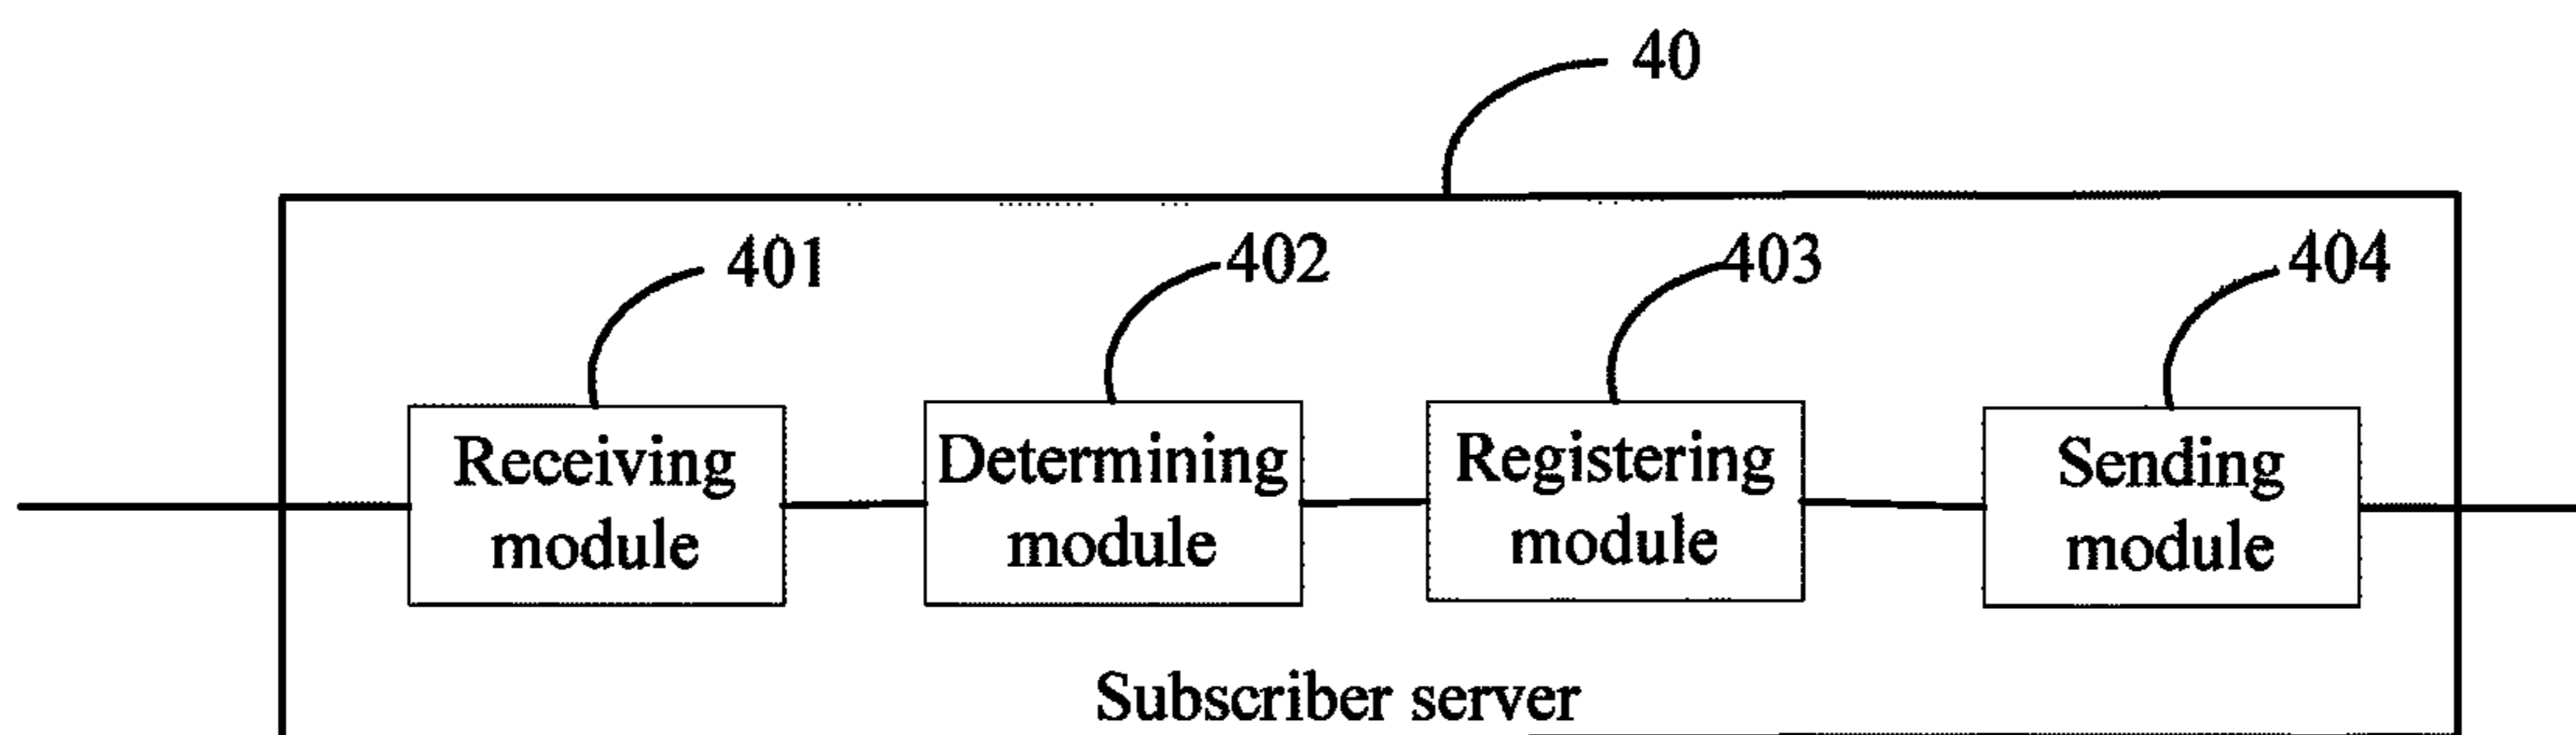 40
401
402
403
404
Receiving
module
Determining
module
Registering
module
Sending
module
Subscriber server